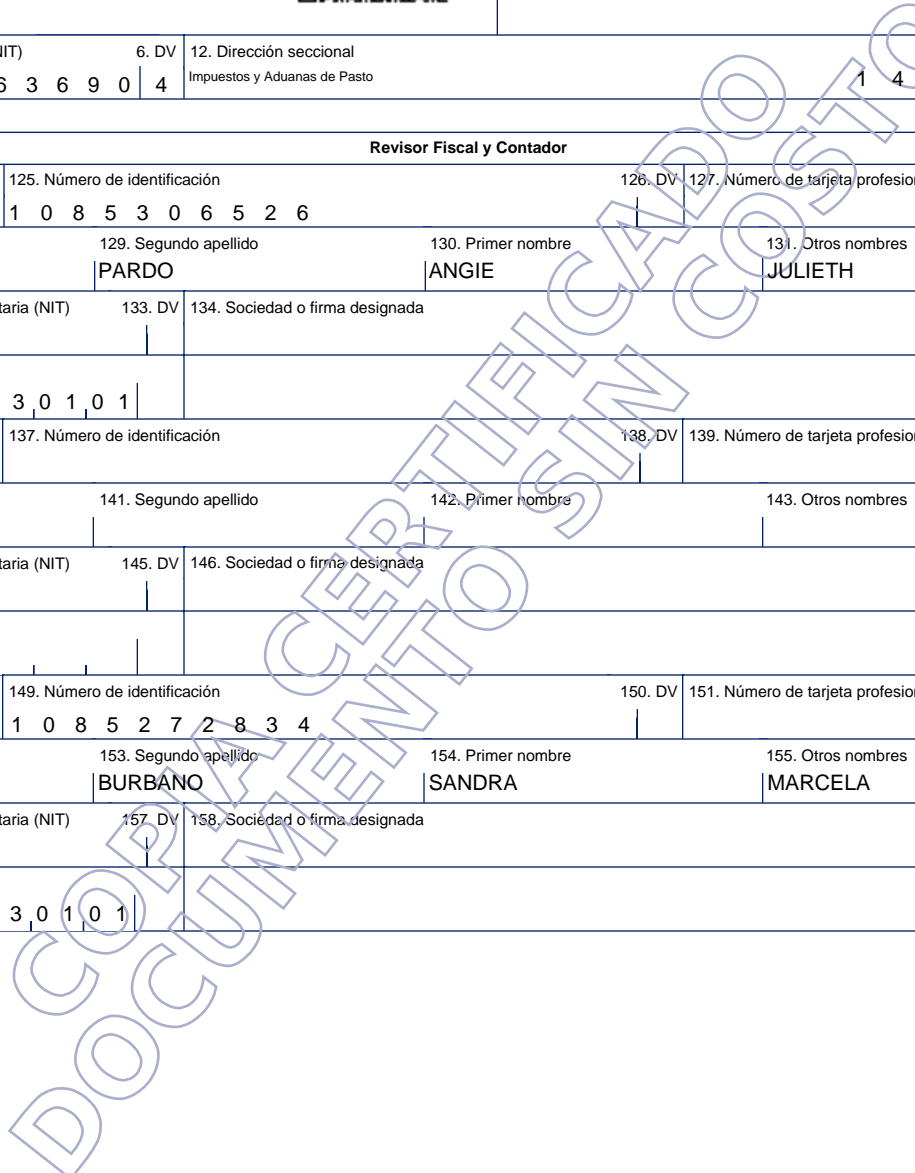 NIT) 6. DV 12. Dirección seccional
6 3 6 9 0 4 Impuestos y Aduanas de Pasto 1 4
Revisor Fiscal y Contador
125. Número de identificación 126. DV 127. Número de tarjeta profesion
1 0 8 5 3 0 6 5 2 6
129. Segundo apellido 130. Primer nombre 131. Otros nombres
PARDO ANGIE JULIETH
taria (NIT) 133. DV 134. Sociedad o firma designada
3 0 1 0 1
137. Número de identificación 138. DV 139. Número de tarjeta profesion
141. Segundo apellido 142. Primer nombre 143. Otros nombres
taria (NIT) 145. DV 146. Sociedad o firma designada
149. Número de identificación 150. DV 151. Número de tarjeta profesion
1 0 8 5 2 7 2 8 3 4
153. Segundo apellido 154. Primer nombre 155. Otros nombres
BURBANO SANDRA MARCELA
taria (NIT) 157. DV 158. Sociedad o firma designada
3 0 1 0 1
COPIA CERTIFICADO
DOCUMENTO SIN COSTO